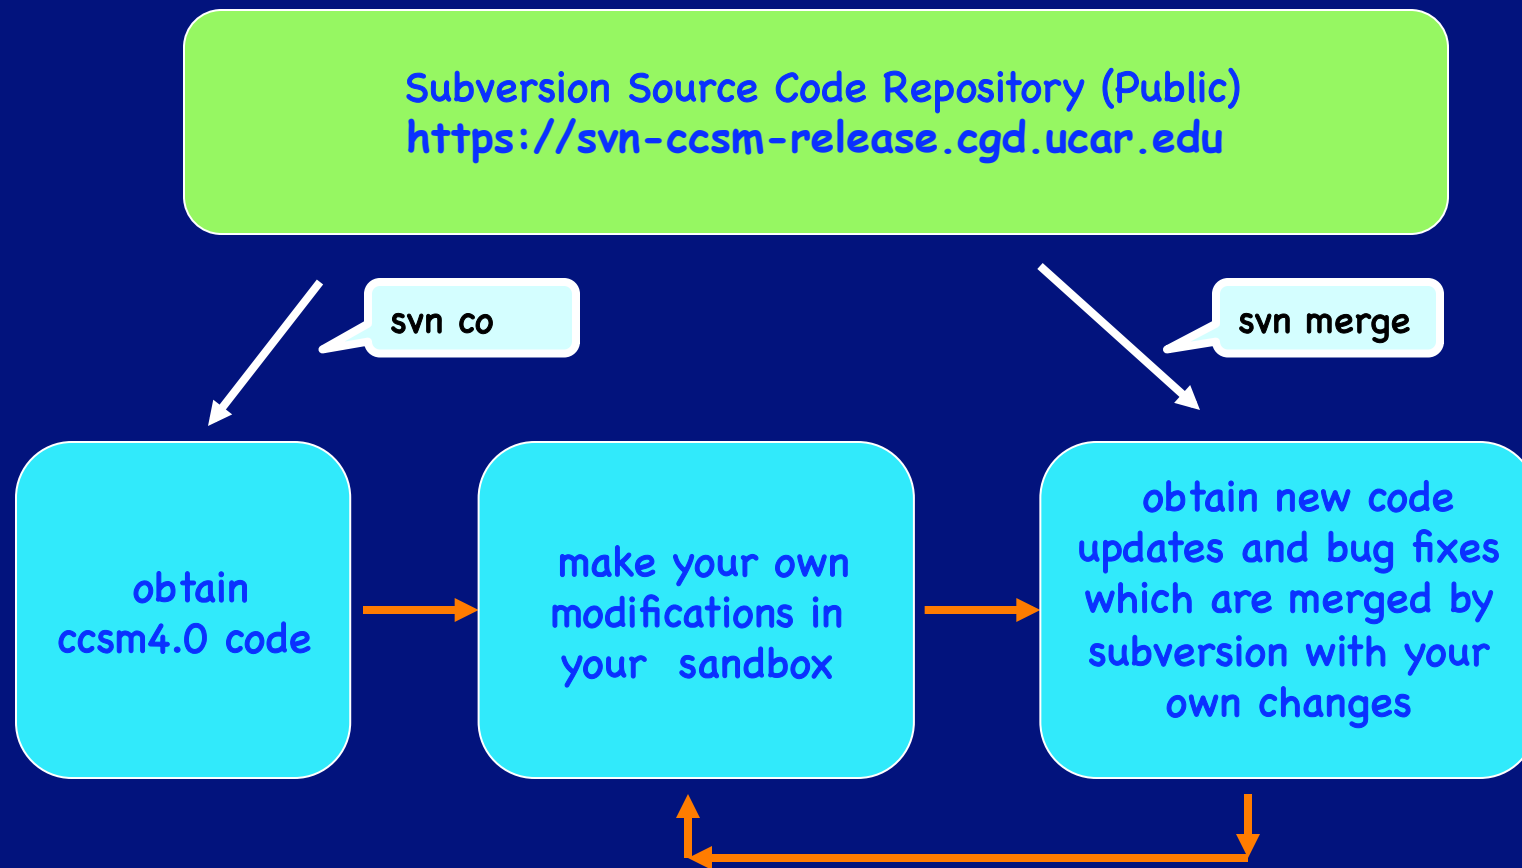 Subversion Source Code Repository (Public)
https://svn-ccsm-release.cgd.ucar.edu
svn co
svn merge
obtain
ccsm4.0 code
make your own
modifications in
your sandbox
obtain new code
updates and bug fixes
which are merged by
subversion with your
own changes